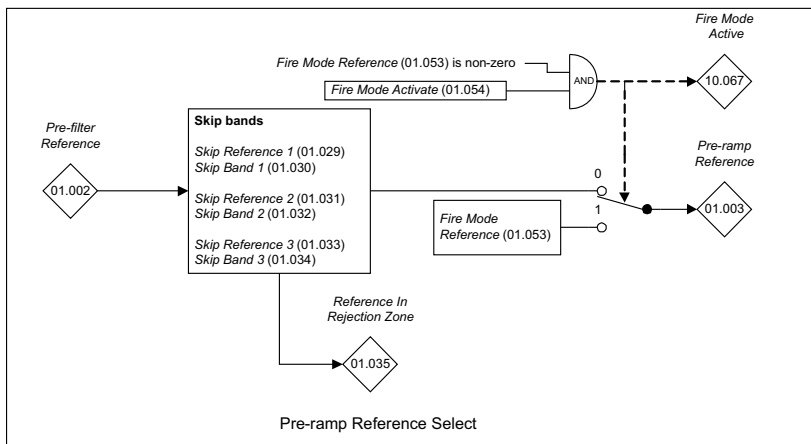 Fire Mode
Active
Fire Mode Reference (01.053) is non-zero
AND
10.067
Fire Mode Activate (01.054)
Pre-filter
Reference
01.002
Skip bands
Skip Reference 1 (01.029)
Skip Band 1 (01.030)
Skip Reference 2 (01.031)
Skip Band 2 (01.032)
Skip Reference 3 (01.033)
Skip Band 3 (01.034)
Pre-ramp
Reference
0
1
01.003
Fire Mode
Reference (01.053)
Reference In
Rejection Zone
01.035
Pre-ramp Reference Select